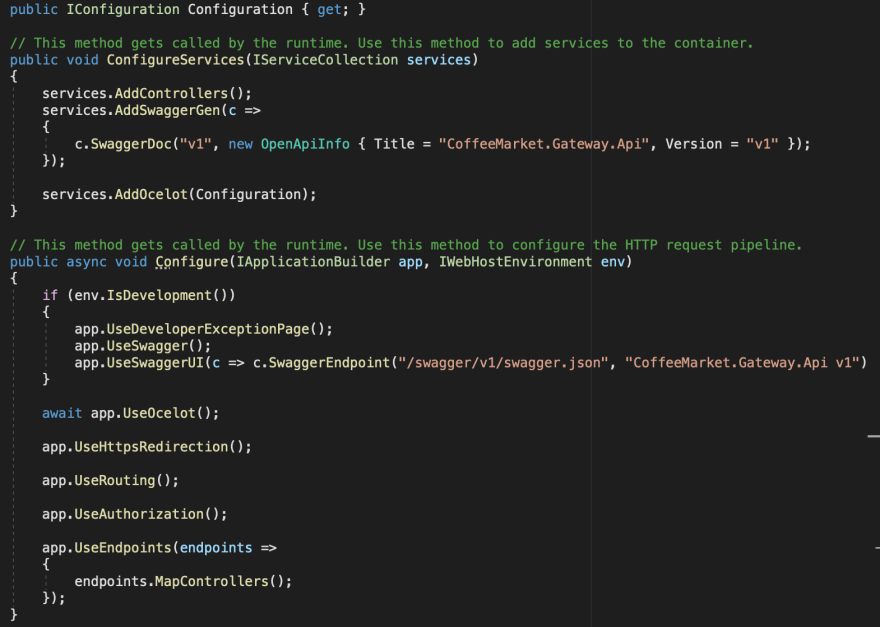 public IConfiguration Configuration { get; }
// This method gets called by the runtime. Use this method to add services to the container.
public void ConfigureServices(IServiceCollection services)
{
services.AddControllers();
services.AddSwaggerGen(c =>
{
c.SwaggerDoc("v1", new OpenApiInfo { Title = "CoffeeMarket.Gateway.Api", Version = "v1" });
});
services.AddOcelot(Configuration);
}
// This method gets called by the runtime. Use this method to configure the HTTP request pipeline.
public async void Configure(IApplicationBuilder app, IWebHostEnvironment env)
{
if (env.IsDevelopment())
{
app.UseDeveloperExceptionPage();
app.UseSwagger();
app.UseSwaggerUI(c => c.SwaggerEndpoint("/swagger/v1/swagger.json", "CoffeeMarket.Gateway.Api v1")
}
await app.UseOcelot();
app.UseHttpsRedirection();
app.UseRouting();
app.UseAuthorization();
app.UseEndpoints(endpoints =>
{
endpoints.MapControllers();
});
}